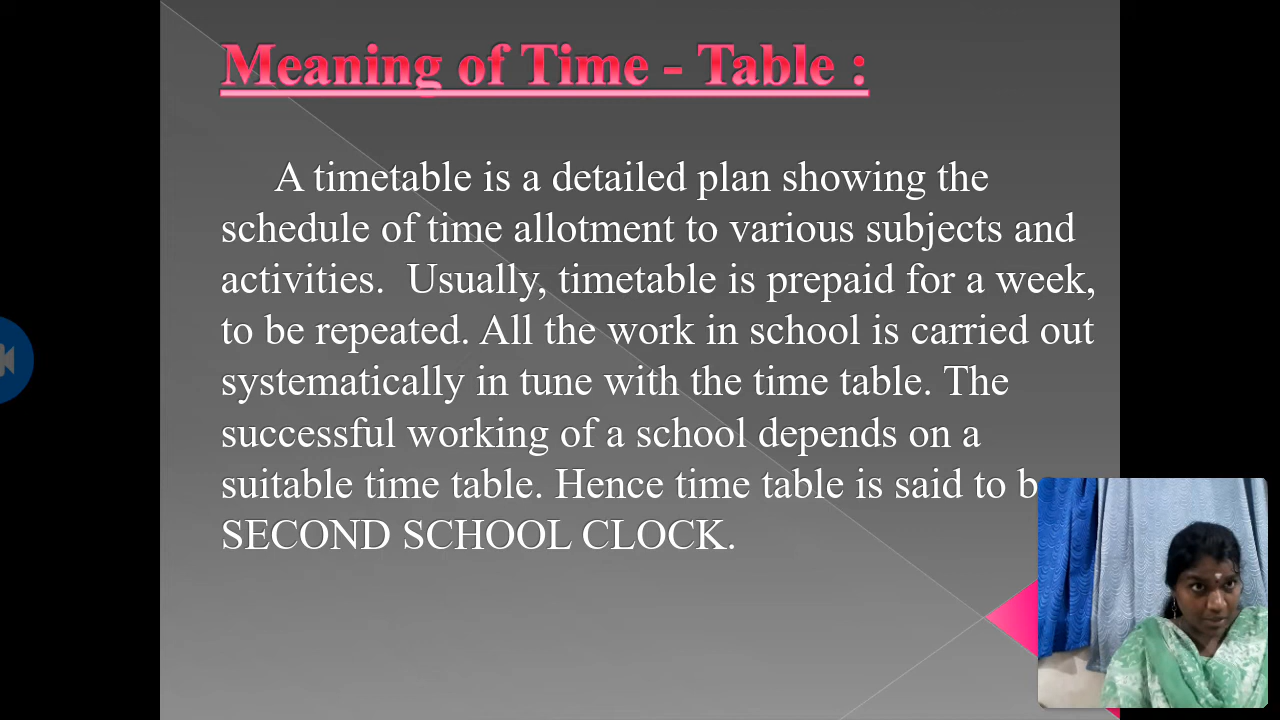 Meaning of Time - Table :
A timetable is a detailed plan showing the
schedule of time allotment to various subjects and
activities.  Usually, timetable is prepaid for a week,
to be repeated. All the work in school is carried out
systematically in tune with the time table. The
successful working of a school depends on a
suitable time table. Hence time table is said to
SECOND SCHOOL CLOCK.